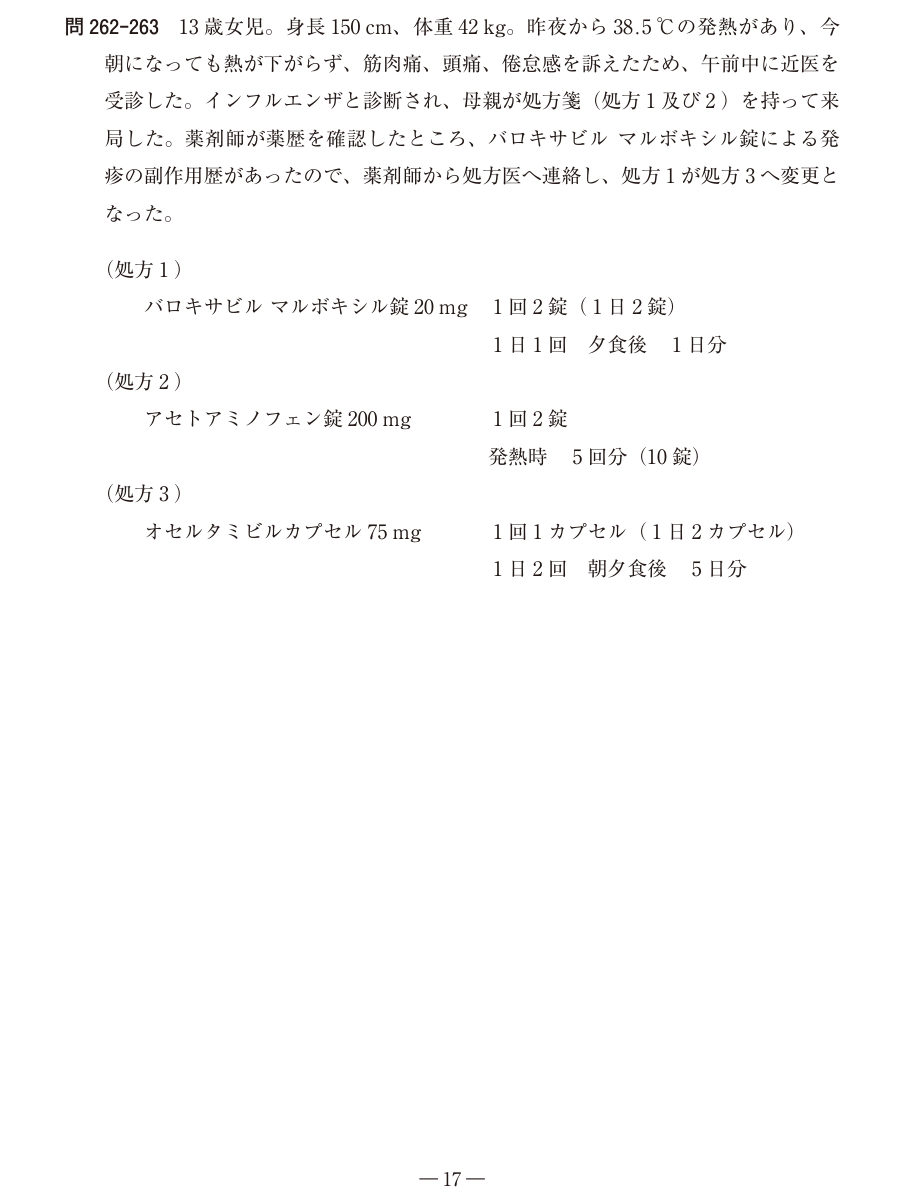 問 262-263　13 歳女児。身長 150 cm、体重 42 kg。昨夜から 38.5 ℃の発熱があり、今
朝になっても熱が下がらず、筋肉痛、頭痛、倦怠感を訴えたため、午前中に近医を
受診した。インフルエンザと診断され、母親が処方箋（処方１及び２）を持って来
局した。薬剤師が薬歴を確認したところ、バロキサビル マルボキシル錠による発
疹の副作用歴があったので、薬剤師から処方医へ連絡し、処方１が処方３へ変更と
なった。
（処方１）
バロキサビル マルボキシル錠 20 mg　１回２錠（１日２錠）
１日１回　夕食後　１日分
（処方２）
アセトアミノフェン錠 200 mg　１回２錠
発熱時　５回分（10 錠）
（処方３）
オセルタミビルカプセル 75 mg　１回１カプセル（１日２カプセル）
１日２回　朝夕食後　５日分
― 17 ―